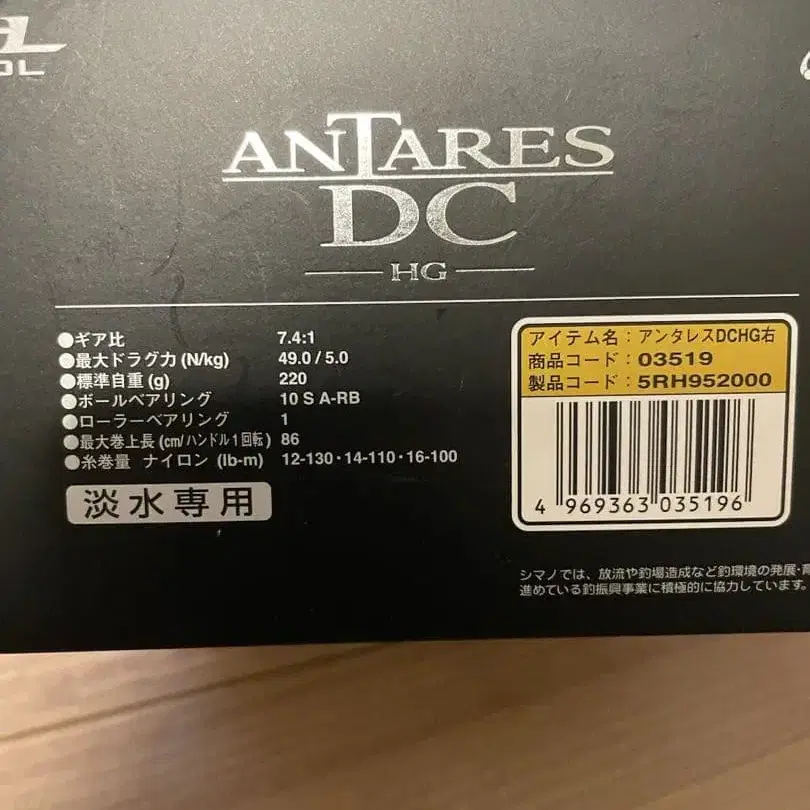 ANTARES
DC
HG
●ギア比 7.4:1
●最大ドラグ力 (N/kg) 49.0 / 5.0
●標準自重 (g) 220
●ボールベアリング 10 S A-RB
●ローラーベアリング 1
●最大巻上長 (cm/ハンドル1回転) 86
●糸巻量 ナイロン (lb-m) 12-130・14-110・16-100
淡水専用
アイテム名：アンタレスDCHG右
商品コード：03519
製品コード：5RH952000
4 969363 035196
シマノでは、放流や釣場造成など釣環境の発展・育
進めている釣振興事業に積極的に協力しています。